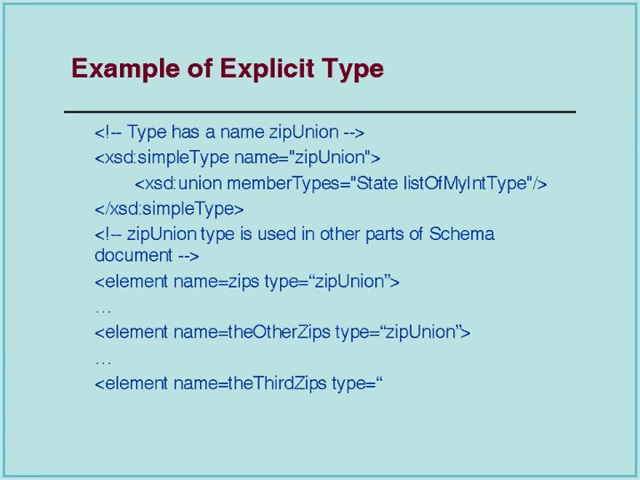 Example of Explicit Type
<!-- Type has a name zipUnion -->
<xsd:simpleType name="zipUnion">
<xsd:union memberTypes="State listOfMyIntType"/>
</xsd:simpleType>
<!-- zipUnion type is used in other parts of Schema
document -->
<element name=zips type=“zipUnion”>
…
<element name=theOtherZips type=“zipUnion”>
…
<element name=theThirdZips type=“